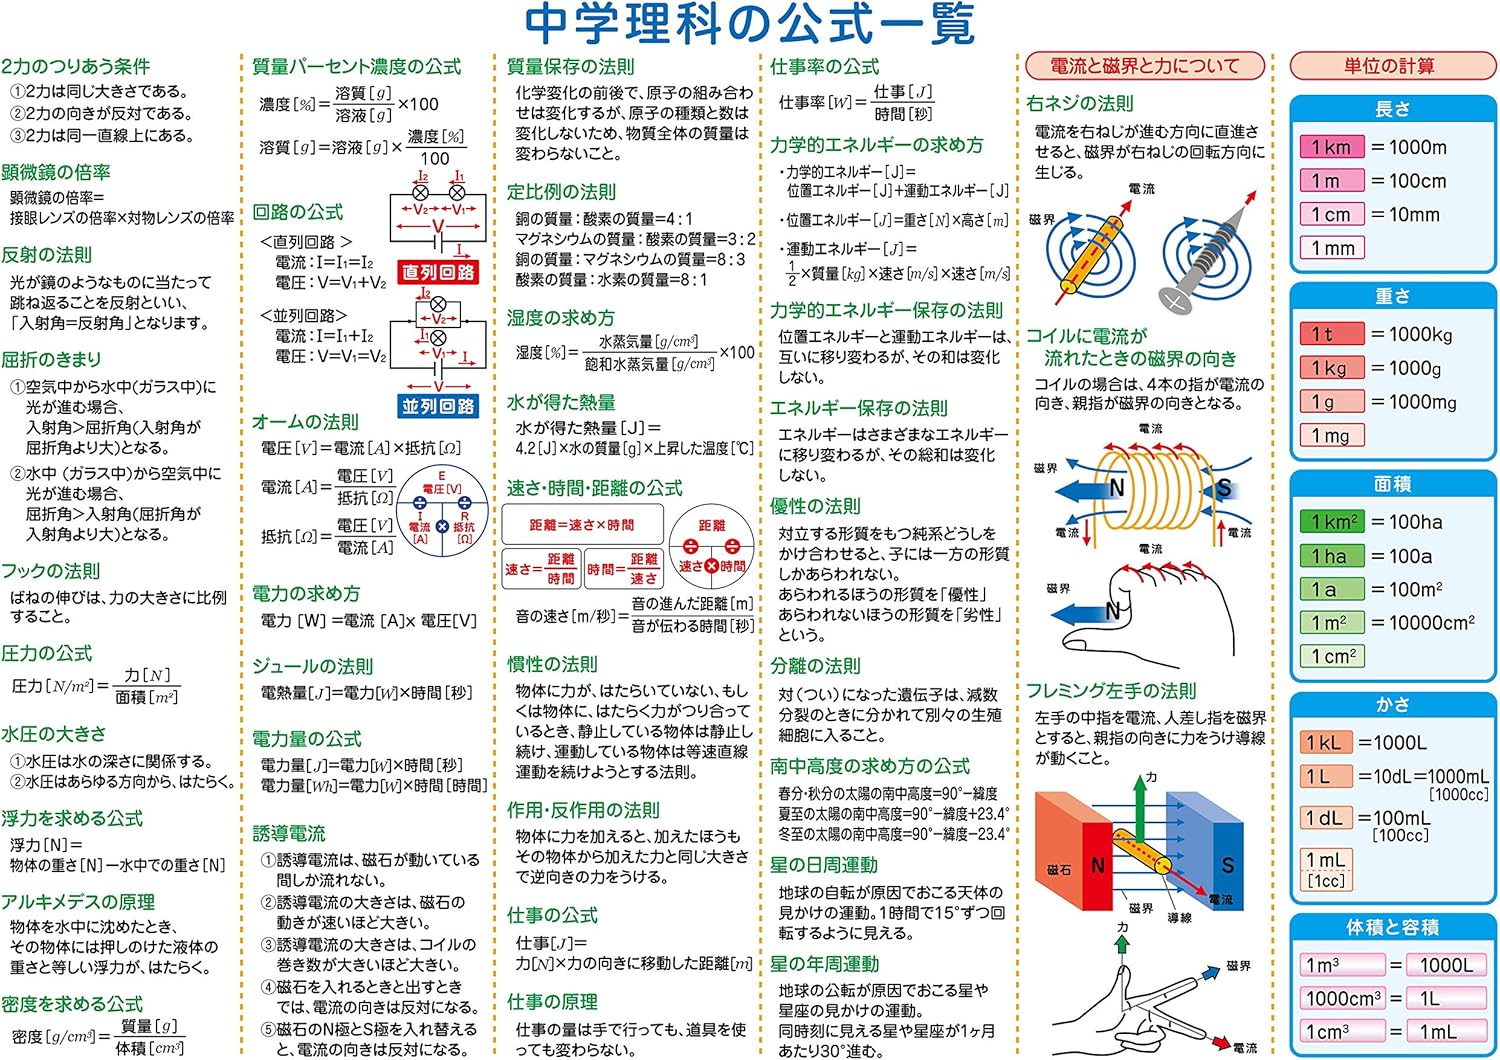 中学理科の公式一覧
2力のつりあう条件
①2力は同じ大きさである。
②2力の向きが反対である。
③2力は同一直線上にある。
顕微鏡の倍率
顕微鏡の倍率=
接眼レンズの倍率×対物レンズの倍率
反射の法則
光が鏡のようなものに当たって
跳ね返ることを反射といい、
「入射角=反射角」となります。
屈折のきまり
①空気中から水中(ガラス中)に
光が進む場合、
入射角>屈折角(入射角が
屈折角より大)となる。
②水中(ガラス中)から空気中に
光が進む場合、
屈折角>入射角(屈折角が
入射角より大)となる。
フックの法則
ばねの伸びは、力の大きさに比例
すること。
圧力の公式
圧力[N/m²]=力[N]/面積[m²]
水圧の大きさ
①水圧は水の深さに関係する。
②水圧はあらゆる方向から、はたらく。
浮力を求める公式
浮力[N]=
物体の重さ[N]ー水中での重さ[N]
アルキメデスの原理
物体を水中に沈めたとき、
その物体には押しのけた液体の
重さと等しい浮力が、はたらく。
密度を求める公式
密度[g/cm³]=質量[g]/体積[cm³]
質量パーセント濃度の公式
濃度[%]=溶質[g]/溶液[g]×100
溶質[g]=溶液[g]×濃度[%]/100
回路の公式
<直列回路>
電流:I=I₁=I₂
電圧:V=V₁+V₂
I₂ I₁
V₂ V₁
V
I
直列回路
<並列回路>
電流:I=I₁+I₂
電圧:V=V₁=V₂
I₂
V₂
I₁
V₁ I
V
並列回路
オームの法則
電圧[V]=電流[A]×抵抗[Ω]
電流[A]=電圧[V]/抵抗[Ω]
抵抗[Ω]=電圧[V]/電流[A]
E
電圧[V]
÷ ÷
I R
電流 × 抵抗
[A] [Ω]
電力の求め方
電力 [W] =電流 [A]× 電圧[V]
ジュールの法則
電熱量[J]=電力[W]×時間[秒]
電力量の公式
電力量[J]=電力[W]×時間[秒]
電力量[Wh]=電力[W]×時間[時間]
誘導電流
①誘導電流は、磁石が動いている
間しか流れない。
②誘導電流の大きさは、磁石の
動きが速いほど大きい。
③誘導電流の大きさは、コイルの
巻き数が大きいほど大きい。
④磁石を入れるときと出すとき
では、電流の向きは反対になる。
⑤磁石のN極とS極を入れ替える
と、電流の向きは反対になる。
質量保存の法則
化学変化の前後で、原子の組み合わ
せは変化するが、原子の種類と数は
変化しないため、物質全体の質量は
変わらないこと。
定比例の法則
銅の質量:酸素の質量=4:1
マグネシウムの質量:酸素の質量=3:2
銅の質量:マグネシウムの質量=8:3
酸素の質量:水素の質量=8:1
湿度の求め方
湿度[%]=水蒸気量[g/cm³]/飽和水蒸気量[g/cm³]×100
水が得た熱量
水が得た熱量[J]=
4.2[J]×水の質量[g]×上昇した温度[℃]
速さ・時間・距離の公式
距離=速さ×時間
速さ=距離/時間
時間=距離/速さ
距離
÷ ÷
速さ×時間
音の速さ[m/秒]=音の進んだ距離[m]/音が伝わる時間[秒]
慣性の法則
物体に力が、はたらいていない、もし
くは物体に、はたらく力がつり合って
いるとき、静止している物体は静止し
続け、運動している物体は等速直線
運動を続けようとする法則。
作用・反作用の法則
物体に力を加えると、加えたほうも
その物体から加えた力と同じ大きさ
で逆向きの力をうける。
仕事の公式
仕事[J]=
力[N]×力の向きに移動した距離[m]
仕事の原理
仕事の量は手で行っても、道具を使
っても変わらない。
仕事率の公式
仕事率[W]=仕事[J]/時間[秒]
力学的エネルギーの求め方
・力学的エネルギー[J]=
位置エネルギー[J]+運動エネルギー[J]
・位置エネルギー[J]=重さ[N]×高さ[m]
・運動エネルギー[J]=
1/2×質量[kg]×速さ[m/s]×速さ[m/s]
力学的エネルギー保存の法則
位置エネルギーと運動エネルギーは、
互いに移り変わるが、その和は変化
しない。
エネルギー保存の法則
エネルギーはさまざまなエネルギー
に移り変わるが、その総和は変化
しない。
優性の法則
対立する形質をもつ純系どうしを
かけ合わせると、子には一方の形質
しかあらわれない。
あらわれるほうの形質を「優性」
あらわれないほうの形質を「劣性」
という。
分離の法則
対(つい)になった遺伝子は、減数
分裂のときに分かれて別々の生殖
細胞に入ること。
南中高度の求め方の公式
春分・秋分の太陽の南中高度=90°−緯度
夏至の太陽の南中高度=90°−緯度+23.4°
冬至の太陽の南中高度=90°−緯度−23.4°
星の日周運動
地球の自転が原因でおこる天体の
見かけの運動。1時間で15°ずつ回
転するように見える。
星の年周運動
地球の公転が原因でおこる星や
星座の見かけの運動。
同時刻に見える星や星座が1ヶ月
あたり30°進む。
電流と磁界と力について
右ネジの法則
電流を右ねじが進む方向に直進さ
せると、磁界が右ねじの回転方向に
生じる。
電流
磁界
コイルに電流が
流れたときの磁界の向き
コイルの場合は、4本の指が電流の
向き、親指が磁界の向きとなる。
電流
磁界
N S
電流 電流
電流
磁界
N
フレミング左手の法則
左手の中指を電流、人差し指を磁界
とすると、親指の向きに力をうけ導線
が動くこと。
力
磁石 N S
電流
磁界 導線
力
磁界
電流
単位の計算
長さ
1km =1000m
1m =100cm
1cm =10mm
1mm
重さ
1t =1000kg
1kg =1000g
1g =1000mg
1mg
面積
1km² =100ha
1ha =100a
1a =100m²
1m² =10000cm²
1cm²
かさ
1kL =1000L
1L =10dL=1000mL
[1000cc]
1dL =100mL
[100cc]
1mL
[1cc]
体積と容積
1m³ = 1000L
1000cm³ = 1L
1cm³ = 1mL